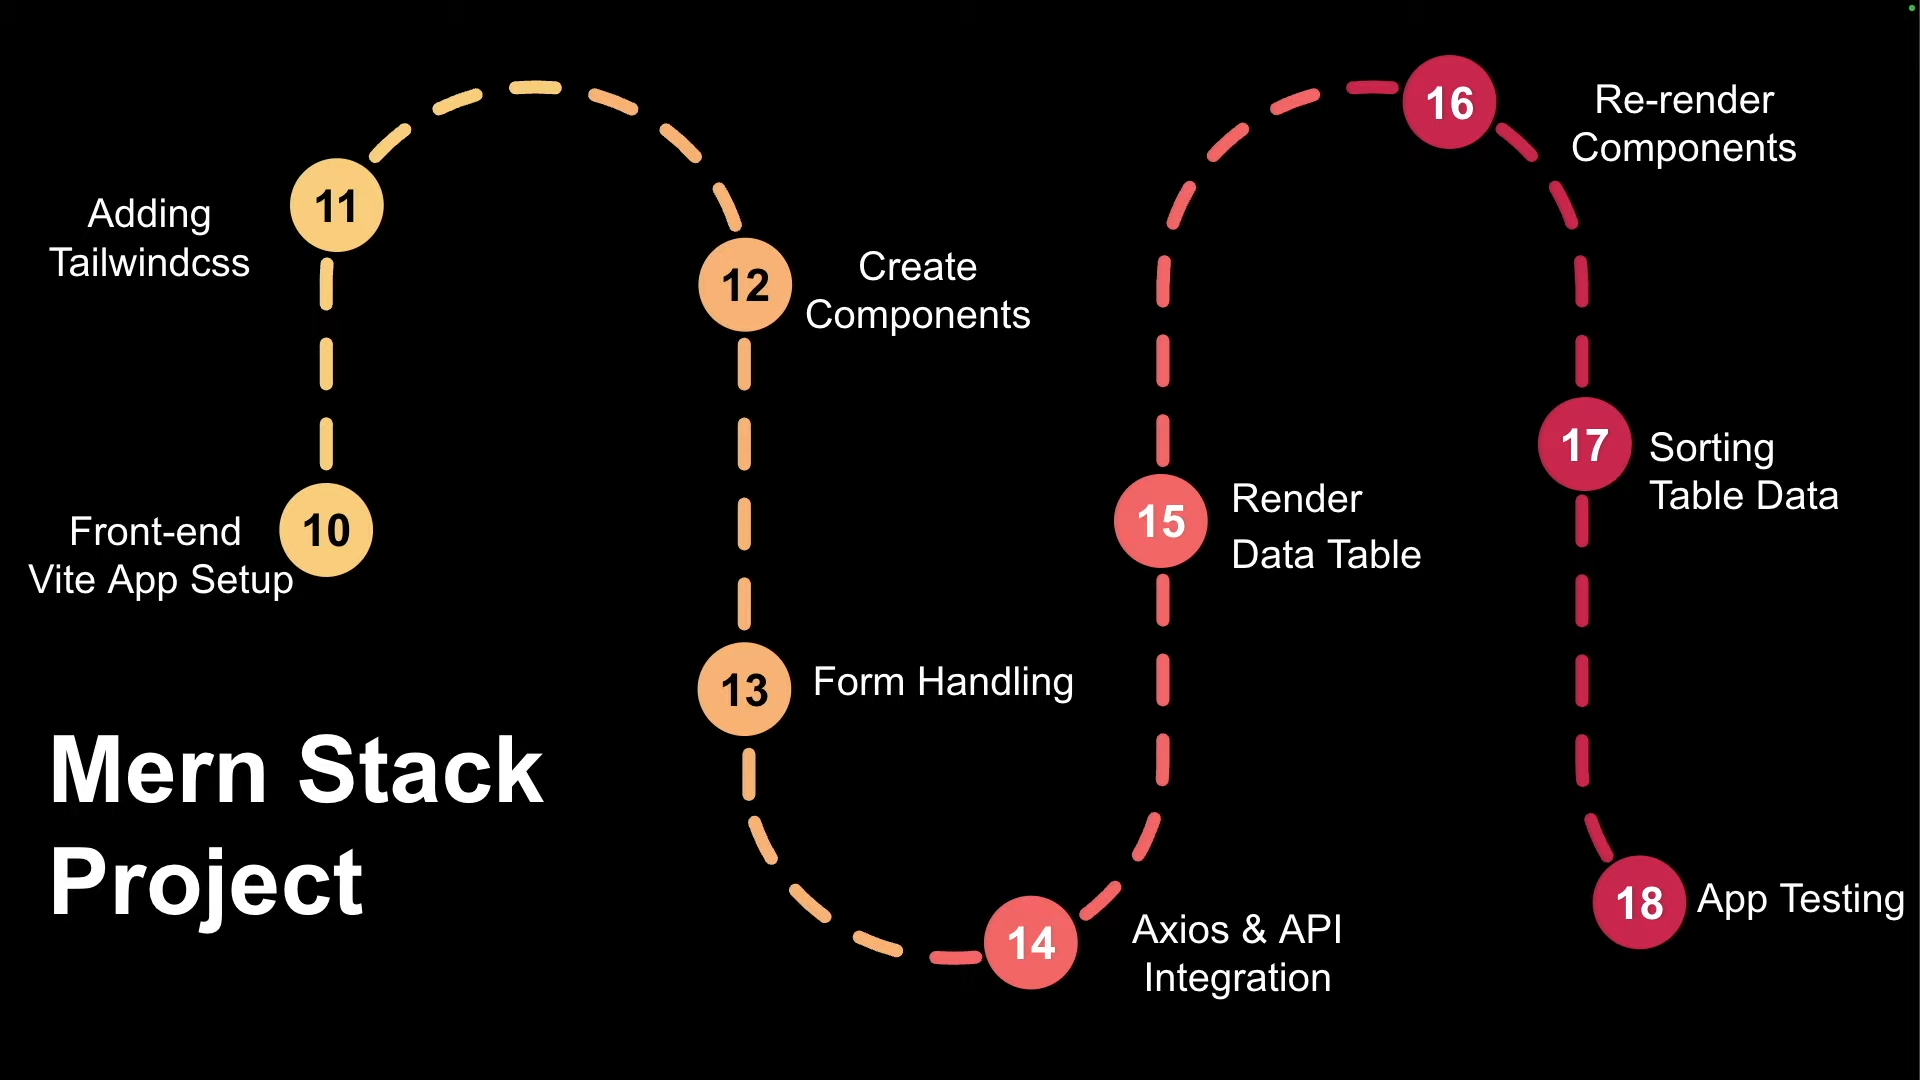 10
Front-end
Vite App Setup
11
Adding
Tailwindcss
12
Create
Components
13
Form Handling
14
Axios & API
Integration
15
Render
Data Table
16
Re-render
Components
17
Sorting
Table Data
18
App Testing
Mern Stack
Project